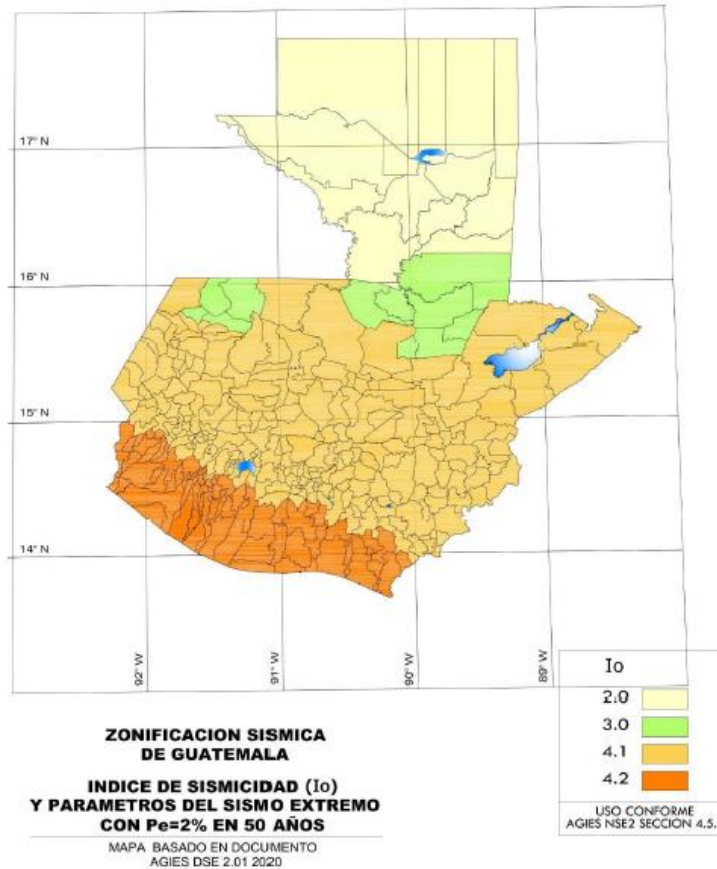 17° N
16° N
15° N
14° N
92° W
91° W
90° W
89° W
Io
2.0
3.0
4.1
4.2
USO CONFORME
AGIES NSE2 SECCION 4.5.
ZONIFICACION SISMICA
DE GUATEMALA
INDICE DE SISMICIDAD (Io)
Y PARAMETROS DEL SISMO EXTREMO
CON Pe=2% EN 50 AÑOS
MAPA BASADO EN DOCUMENTO
AGIES DSE 2.01 2020